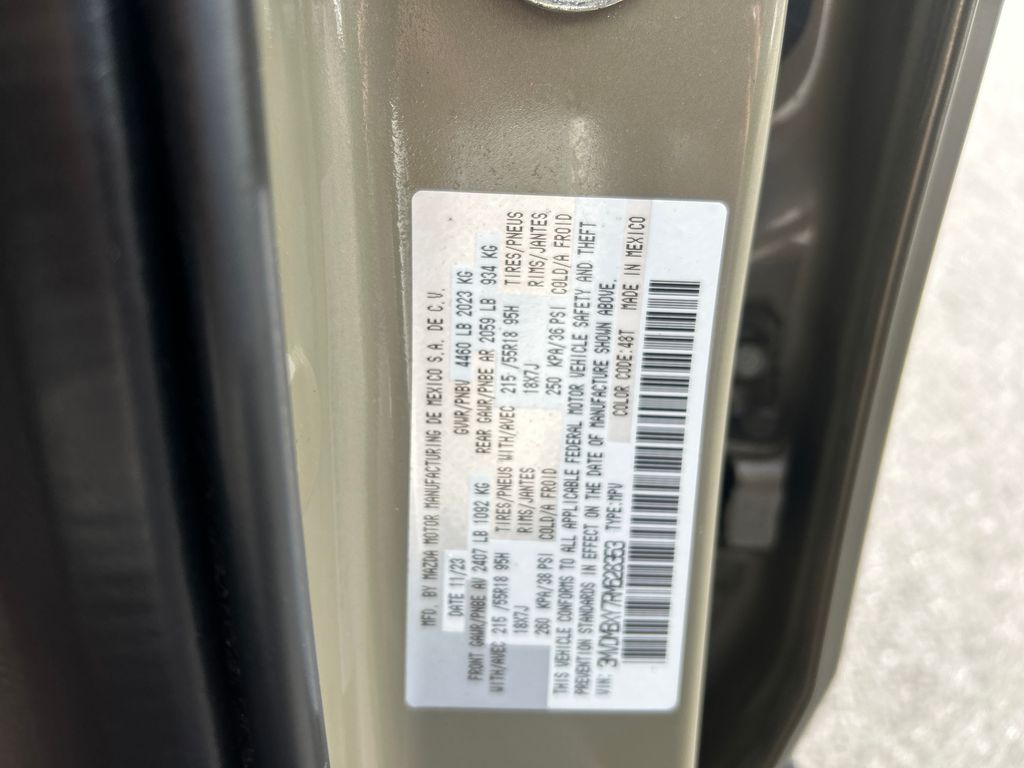 MFD. BY MAZDA MOTOR MANUFACTURING DE MEXICO S.A. DE C.V.
DATE 11/23 GVWR/PNBV 4460 LB 2023 KG
FRONT GAWR/PNBE AV 2407 LB 1092 KG REAR GAWR/PNBE AR 2059 LB 934 KG
WITH/AVEC 215 /55R18 95H TIRES/PNEUS WITH/AVEC 215 /55R18 95H TIRES/PNEUS
18X7J RIMS/JANTES 18X7J RIMS/JANTES,
260 KPA/38 PSI COLD/A FROID 250 KPA/36 PSI COLD/A FROID
THIS VEHICLE CONFORMS TO ALL APPLICABLE FEDERAL MOTOR VEHICLE SAFETY AND THEFT
PREVENTION STANDARDS IN EFFECT ON THE DATE OF MANUFACTURE SHOWN ABOVE.
VIN: TYPE:MPV COLOR CODE:48T MADE IN MEXICO